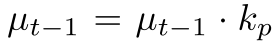 μ_{t−1} = μ_{t−1} · k_p